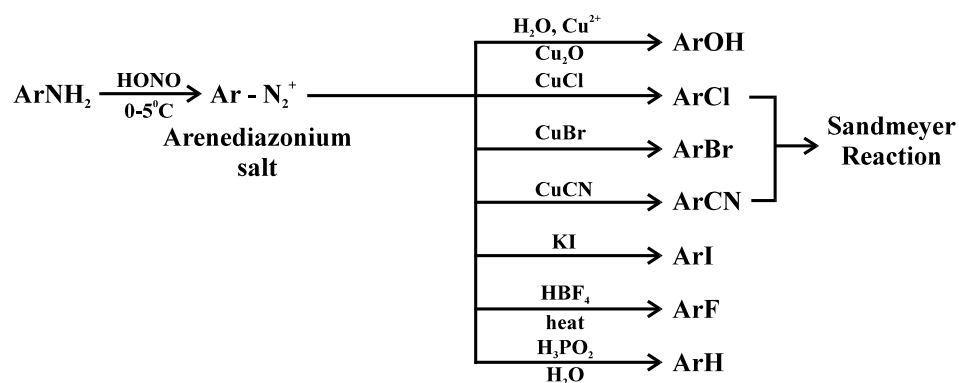 H₂O, Cu²⁺
Cu₂O
ArOH
ArNH₂
HONO
0-5⁰C
Ar - N₂⁺
Arenediazonium
salt
CuCl
ArCl
CuBr
ArBr
CuCN
ArCN
Sandmeyer
Reaction
KI
ArI
HBF₄
heat
ArF
H₃PO₂
H₂O
ArH